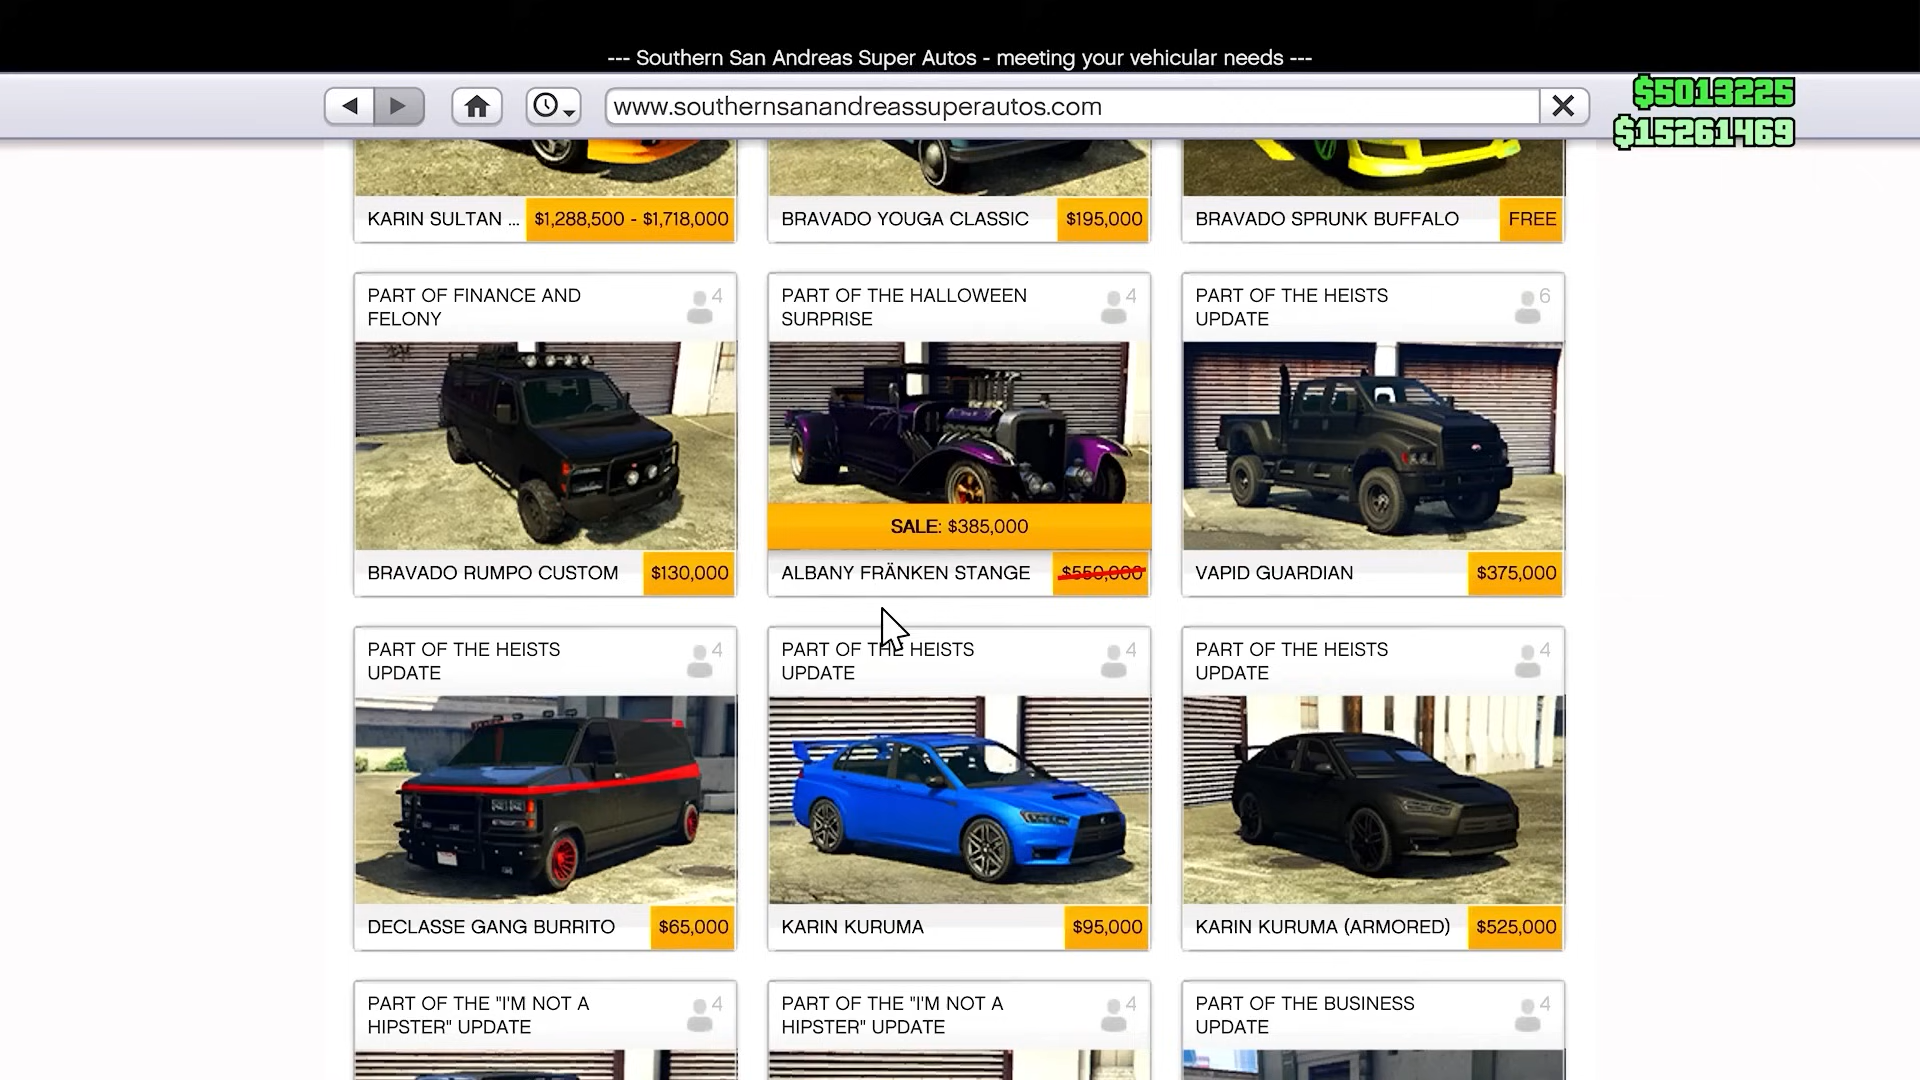 --- Southern San Andreas Super Autos - meeting your vehicular needs ---
www.southernsanandreassuperautos.com
$5013225
$15261469
KARIN SULTAN ... $1,288,500 - $1,718,000
BRAVADO YOUGA CLASSIC $195,000
BRAVADO SPRUNK BUFFALO FREE
PART OF FINANCE AND
FELONY
4
BRAVADO RUMPO CUSTOM $130,000
PART OF THE HALLOWEEN
SURPRISE
4
SALE: $385,000
ALBANY FRÄNKEN STANGE $550,000
PART OF THE HEISTS
UPDATE
6
VAPID GUARDIAN $375,000
PART OF THE HEISTS
UPDATE
4
DECLASSE GANG BURRITO $65,000
PART OF THE HEISTS
UPDATE
4
KARIN KURUMA $95,000
PART OF THE HEISTS
UPDATE
4
KARIN KURUMA (ARMORED) $525,000
PART OF THE "I'M NOT A
HIPSTER" UPDATE
4
PART OF THE "I'M NOT A
HIPSTER" UPDATE
4
PART OF THE BUSINESS
UPDATE
4